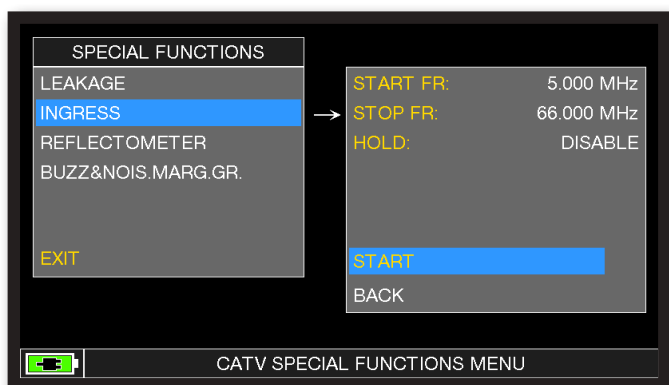 SPECIAL FUNCTIONS
LEAKAGE
INGRESS
REFLECTOMETER
BUZZ&NOIS.MARG.GR.
EXIT
START FR: 5.000 MHz
STOP FR: 66.000 MHz
HOLD: DISABLE
START
BACK
CATV SPECIAL FUNCTIONS MENU